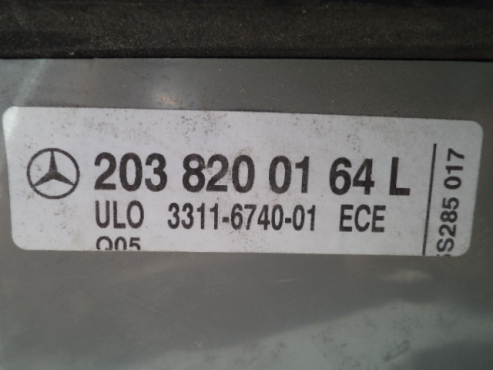 203 820 01 64 L
ULO 3311-6740-01 ECE
Q05
S285 017